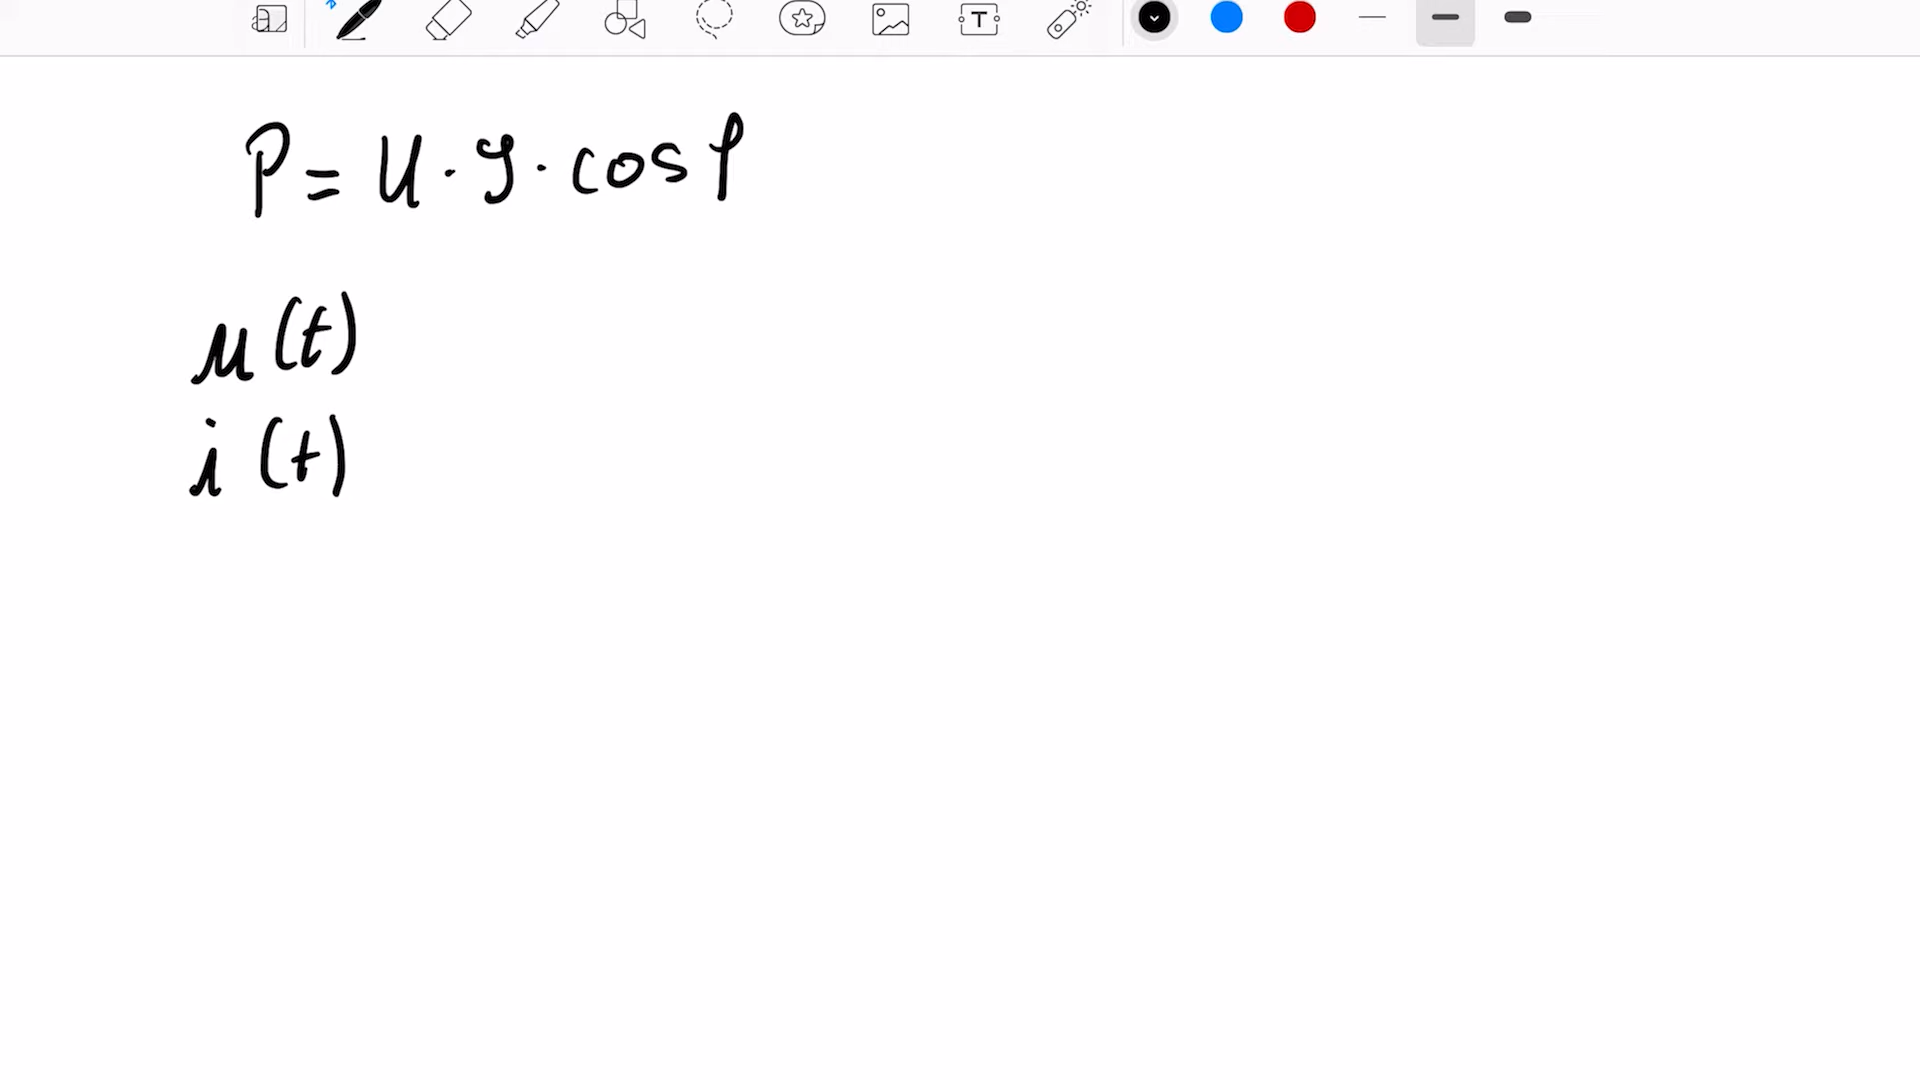 P = U · I · cos φ
u(t)
i(t)